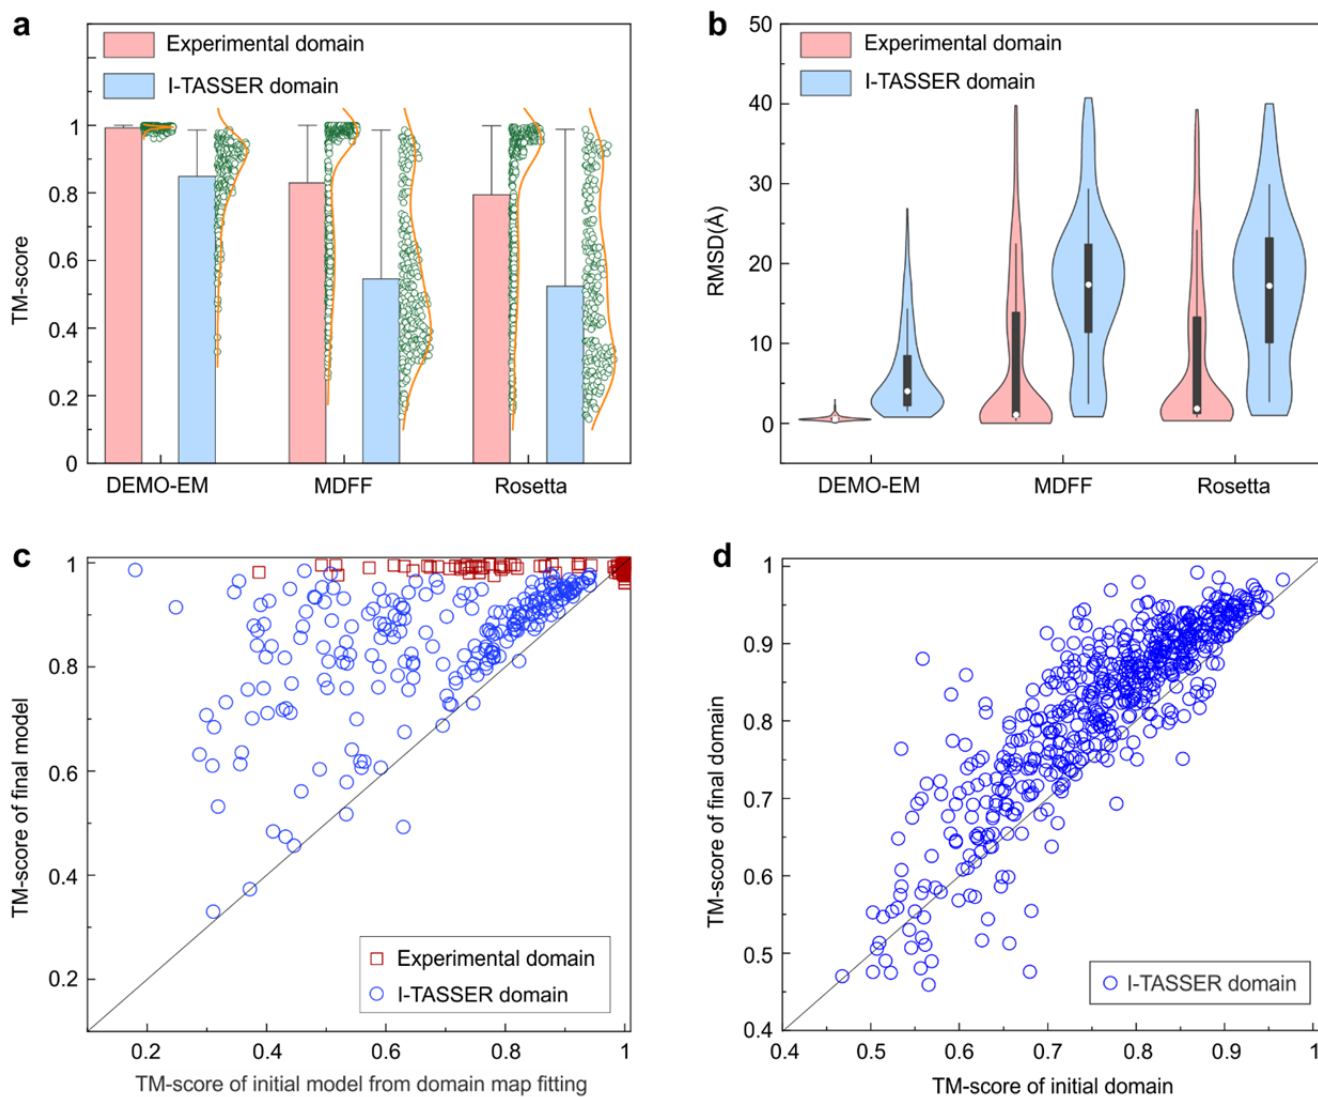 a
Experimental domain
I-TASSER domain
TM-score
1
0.8
0.6
0.4
0.2
0
DEMO-EM MDFF Rosetta
b
Experimental domain
I-TASSER domain
RMSD(Å)
50
40
30
20
10
0
DEMO-EM MDFF Rosetta
c
TM-score of final model
1
0.8
0.6
0.4
0.2
Experimental domain
I-TASSER domain
0.2 0.4 0.6 0.8 1
TM-score of initial model from domain map fitting
d
TM-score of final domain
1
0.9
0.8
0.7
0.6
0.5
0.4
I-TASSER domain
0.4 0.5 0.6 0.7 0.8 0.9 1
TM-score of initial domain